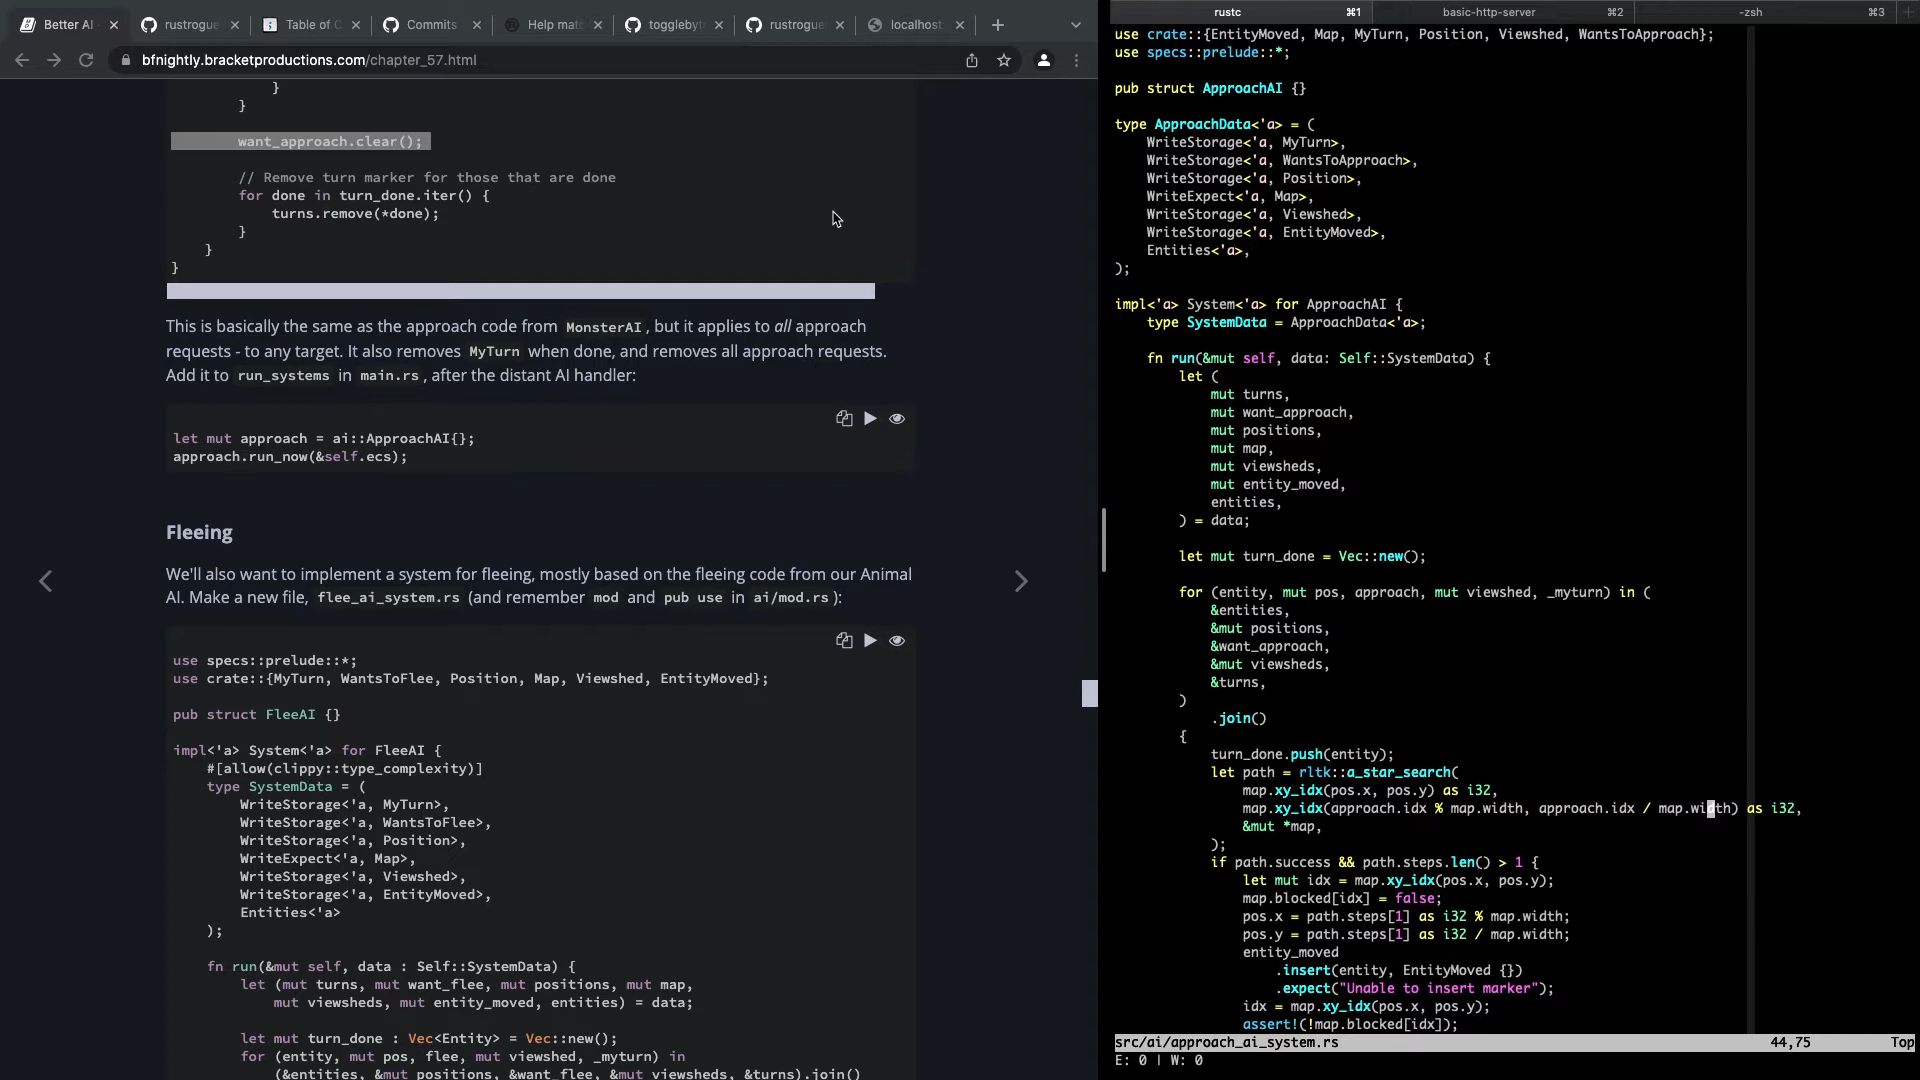 Better AI
rustrogue
Table of C
Commits
Help mat
togglebyt
rustrogue
localhost:
bfnightly.bracketproductions.com/chapter_57.html
}
}
want_approach.clear();
// Remove turn marker for those that are done
for done in turn_done.iter() {
turns.remove(*done);
}
}
}
This is basically the same as the approach code from MonsterAI, but it applies to all approach
requests - to any target. It also removes MyTurn when done, and removes all approach requests.
Add it to run_systems in main.rs, after the distant AI handler:
let mut approach = ai::ApproachAI{};
approach.run_now(&self.ecs);
Fleeing
We'll also want to implement a system for fleeing, mostly based on the fleeing code from our Animal
AI. Make a new file, flee_ai_system.rs (and remember mod and pub use in ai/mod.rs):
use specs::prelude::*;
use crate::{MyTurn, WantsToFlee, Position, Map, Viewshed, EntityMoved};
pub struct FleeAI {}
impl<'a> System<'a> for FleeAI {
#[allow(clippy::type_complexity)]
type SystemData = (
WriteStorage<'a, MyTurn>,
WriteStorage<'a, WantsToFlee>,
WriteStorage<'a, Position>,
WriteExpect<'a, Map>,
WriteStorage<'a, Viewshed>,
WriteStorage<'a, EntityMoved>,
Entities<'a>
);
fn run(&mut self, data : Self::SystemData) {
let (mut turns, mut want_flee, mut positions, mut map,
mut viewsheds, mut entity_moved, entities) = data;
let mut turn_done : Vec<Entity> = Vec::new();
for (entity, mut pos, flee, mut viewshed, _myturn) in
(&entities, &mut positions, &want_flee, &mut viewsheds, &turns).join()
rustc ⌘1
basic-http-server ⌘2
-zsh ⌘3
use crate::{EntityMoved, Map, MyTurn, Position, Viewshed, WantsToApproach};
use specs::prelude::*;
pub struct ApproachAI {}
type ApproachData<'a> = (
WriteStorage<'a, MyTurn>,
WriteStorage<'a, WantsToApproach>,
WriteStorage<'a, Position>,
WriteExpect<'a, Map>,
WriteStorage<'a, Viewshed>,
WriteStorage<'a, EntityMoved>,
Entities<'a>,
);
impl<'a> System<'a> for ApproachAI {
type SystemData = ApproachData<'a>;
fn run(&mut self, data: Self::SystemData) {
let (
mut turns,
mut want_approach,
mut positions,
mut map,
mut viewsheds,
mut entity_moved,
entities,
) = data;
let mut turn_done = Vec::new();
for (entity, mut pos, approach, mut viewshed, _myturn) in (
&entities,
&mut positions,
&want_approach,
&mut viewsheds,
&turns,
)
.join()
{
turn_done.push(entity);
let path = rltk::a_star_search(
map.xy_idx(pos.x, pos.y) as i32,
map.xy_idx(approach.idx % map.width, approach.idx / map.width) as i32,
&mut *map,
);
if path.success && path.steps.len() > 1 {
let mut idx = map.xy_idx(pos.x, pos.y);
map.blocked[idx] = false;
pos.x = path.steps[1] as i32 % map.width;
pos.y = path.steps[1] as i32 / map.width;
entity_moved
.insert(entity, EntityMoved {})
.expect("Unable to insert marker");
idx = map.xy_idx(pos.x, pos.y);
assert!(!map.blocked[idx]);
src/ai/approach_ai_system.rs 44,75 Top
E: 0 | W: 0